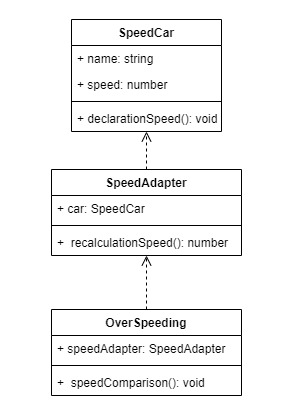 SpeedCar
+ name: string
+ speed: number
+ declarationSpeed(): void
SpeedAdapter
+ car: SpeedCar
+ recalculationSpeed(): number
OverSpeeding
+ speedAdapter: SpeedAdapter
+ speedComparison(): void